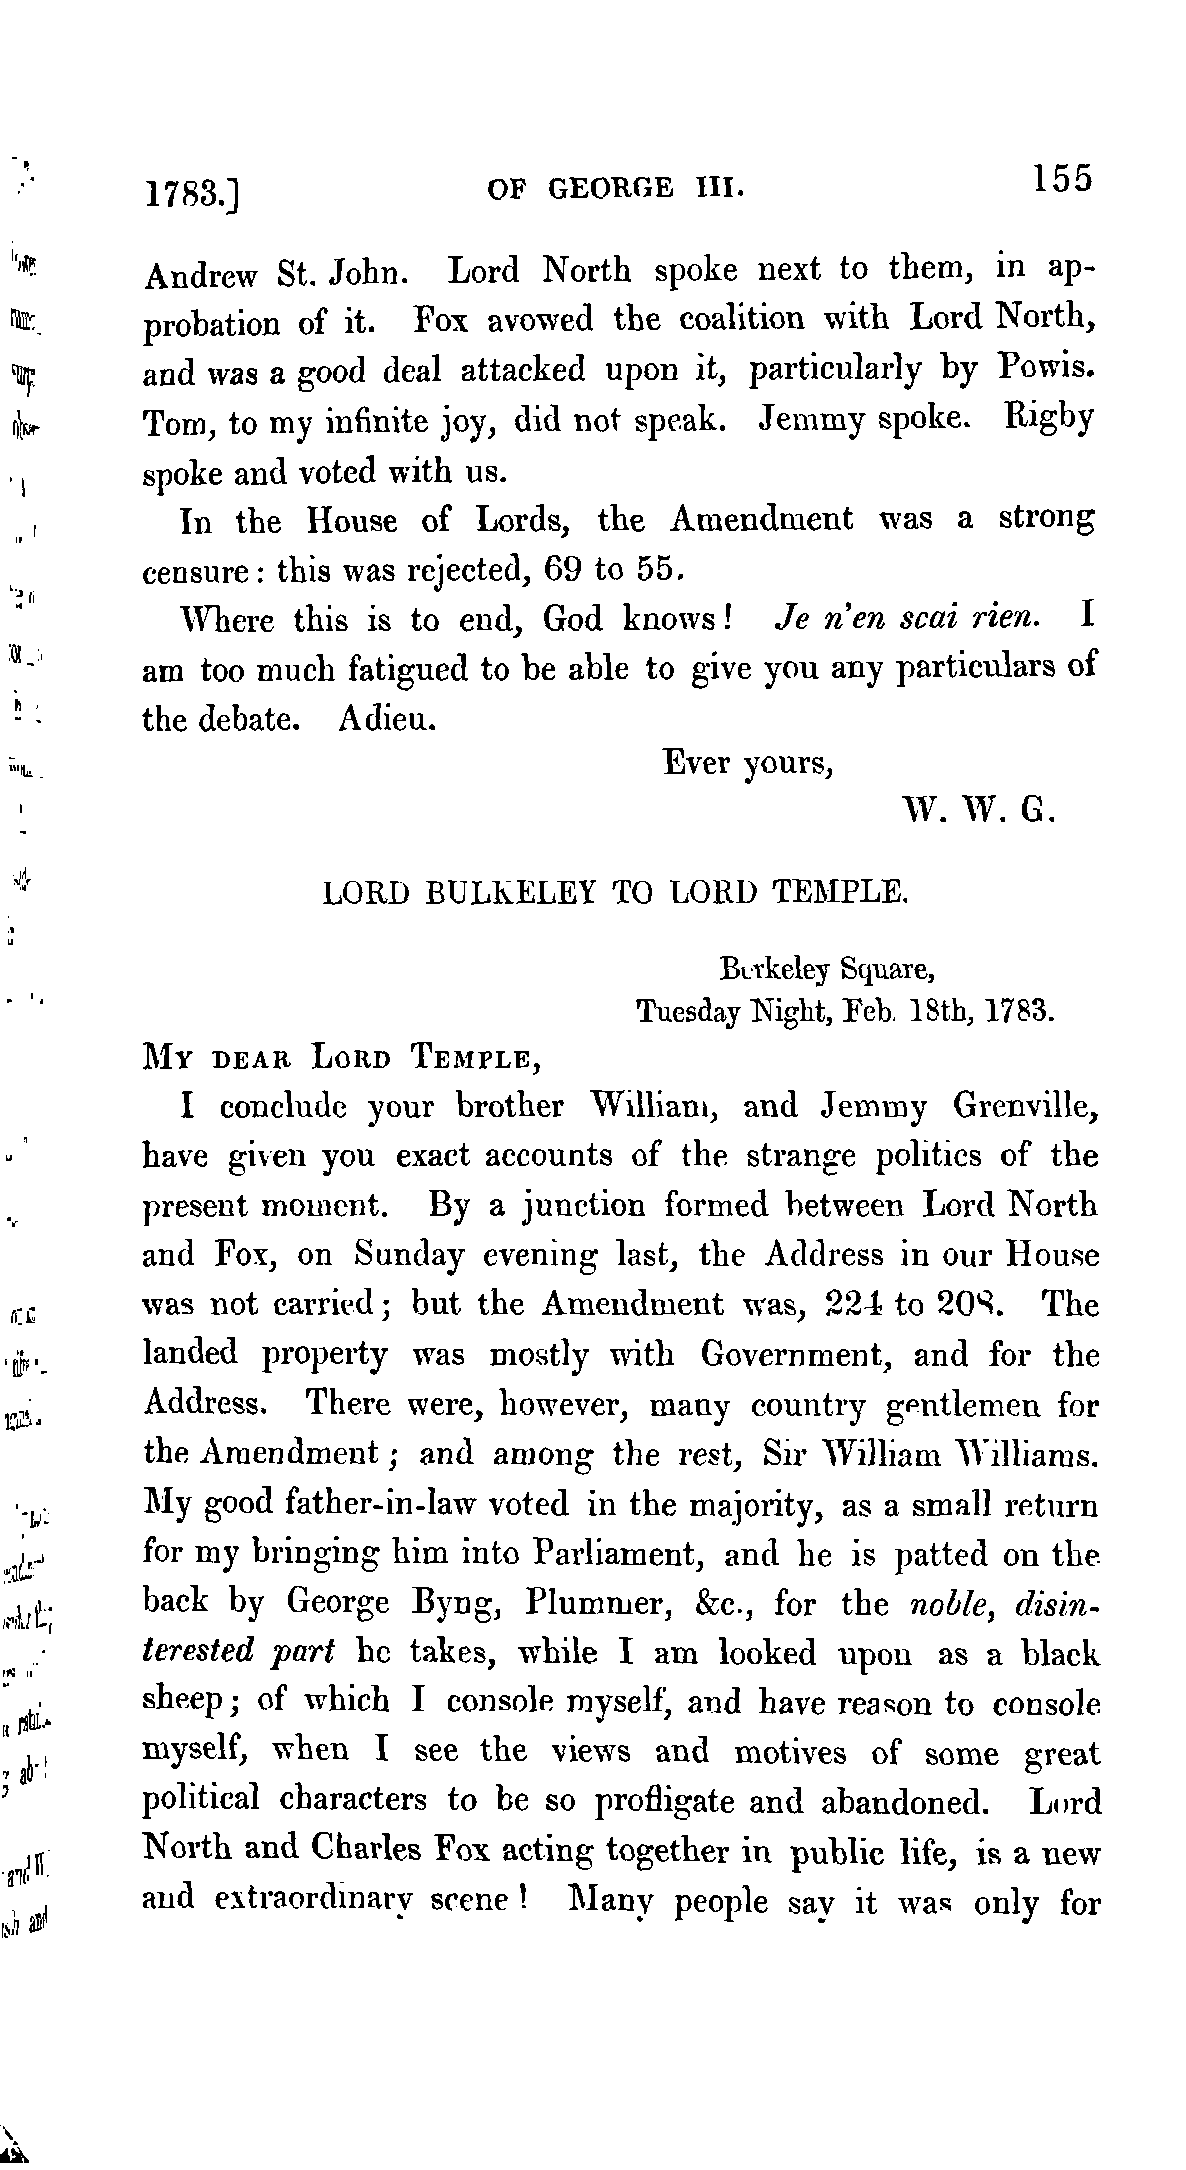 1783.] OF GEORGE III. 155
Andrew St. John. Lord North spoke next to them, in ap-
probation of it. Fox avowed the coalition with Lord North,
and was a good deal attacked upon it, particularly by Powis.
Tom, to my infinite joy, did not speak. Jemmy spoke. Rigby
spoke and voted with us.
In the House of Lords, the Amendment was a strong
censure: this was rejected, 69 to 55.
Where this is to end, God knows! Je n'en scai rien. I
am too much fatigued to be able to give you any particulars of
the debate. Adieu.
Ever yours,
W. W. G.
LORD BULKELEY TO LORD TEMPLE.
Berkeley Square,
Tuesday Night, Feb. 18th, 1783.
MY DEAR LORD TEMPLE,
I conclude your brother William, and Jemmy Grenville,
have given you exact accounts of the strange politics of the
present moment. By a junction formed between Lord North
and Fox, on Sunday evening last, the Address in our House
was not carried; but the Amendment was, 224 to 208. The
landed property was mostly with Government, and for the
Address. There were, however, many country gentlemen for
the Amendment; and among the rest, Sir William Williams.
My good father-in-law voted in the majority, as a small return
for my bringing him into Parliament, and he is patted on the
back by George Byng, Plummer, &c., for the noble, disin-
terested part he takes, while I am looked upon as a black
sheep; of which I console myself, and have reason to console
myself, when I see the views and motives of some great
political characters to be so profligate and abandoned. Lord
North and Charles Fox acting together in public life, is a new
and extraordinary scene! Many people say it was only for